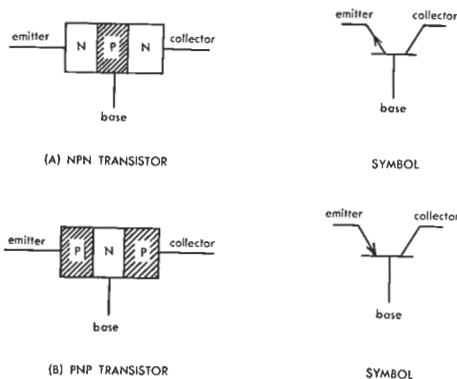 emitter
N
P
N
collector
base
(A) NPN TRANSISTOR
emitter
collector
base
SYMBOL
emitter
P
N
P
collector
base
(B) PNP TRANSISTOR
emitter
collector
base
SYMBOL